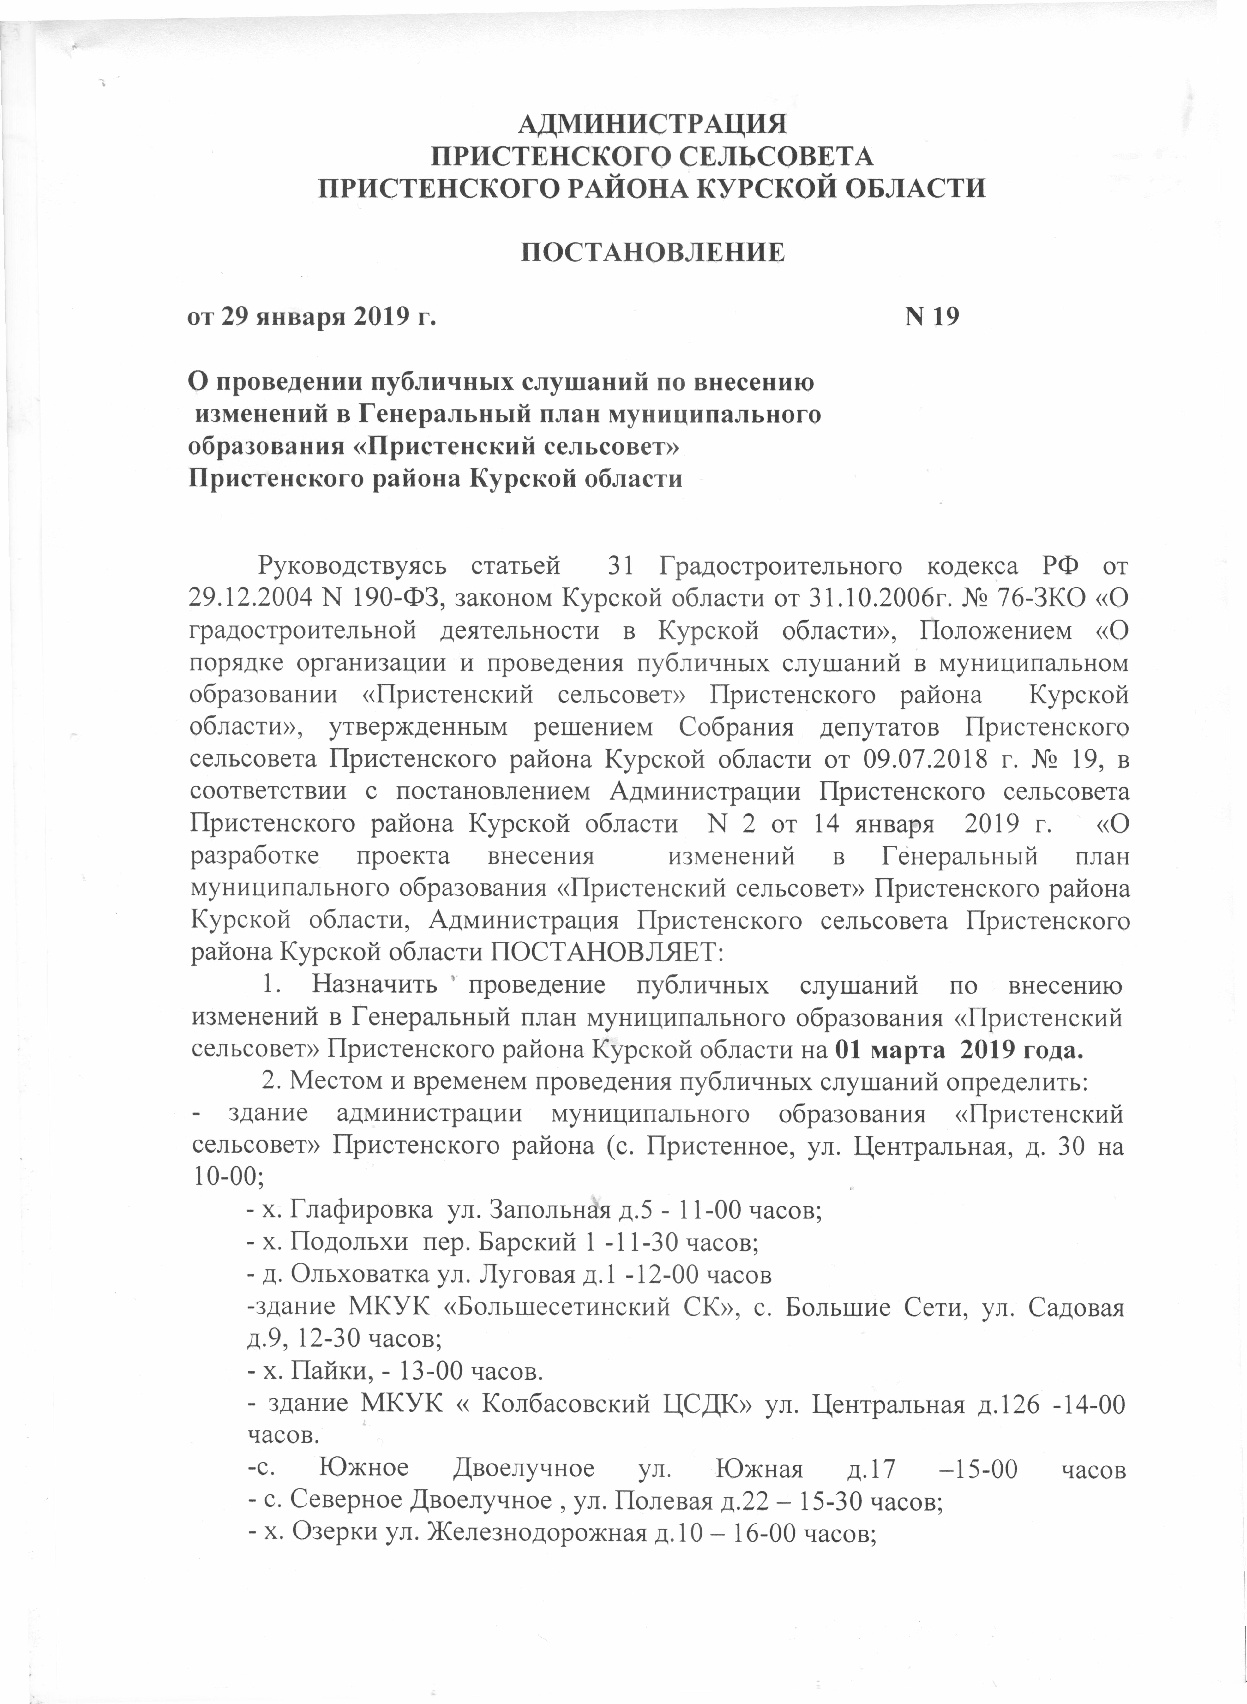 АДМИНИСТРАЦИЯ
ПРИСТЕНСКОГО СЕЛЬСОВЕТА
ПРИСТЕНСКОГО РАЙОНА КУРСКОЙ ОБЛАСТИ
ПОСТАНОВЛЕНИЕ
от 29 января 2019 г. N 19
О проведении публичных слушаний по внесению
изменений в Генеральный план муниципального
образования «Пристенский сельсовет»
Пристенского района Курской области
Руководствуясь статьей 31 Градостроительного кодекса РФ от
29.12.2004 N 190-ФЗ, законом Курской области от 31.10.2006г. № 76-ЗКО «О
градостроительной деятельности в Курской области», Положением «О
порядке организации и проведения публичных слушаний в муниципальном
образовании «Пристенский сельсовет» Пристенского района Курской
области», утвержденным решением Собрания депутатов Пристенского
сельсовета Пристенского района Курской области от 09.07.2018 г. № 19, в
соответствии с постановлением Администрации Пристенского сельсовета
Пристенского района Курской области N 2 от 14 января 2019 г. «О
разработке проекта внесения изменений в Генеральный план
муниципального образования «Пристенский сельсовет» Пристенского района
Курской области, Администрация Пристенского сельсовета Пристенского
района Курской области ПОСТАНОВЛЯЕТ:
1. Назначить проведение публичных слушаний по внесению
изменений в Генеральный план муниципального образования «Пристенский
сельсовет» Пристенского района Курской области на 01 марта 2019 года.
2. Местом и временем проведения публичных слушаний определить:
- здание администрации муниципального образования «Пристенский
сельсовет» Пристенского района (с. Пристенное, ул. Центральная, д. 30 на
10-00;
- х. Глафировка ул. Запольная д.5 - 11-00 часов;
- х. Подольхи пер. Барский 1 -11-30 часов;
- д. Ольховатка ул. Луговая д.1 -12-00 часов
-здание МКУК «Большесетинский СК», с. Большие Сети, ул. Садовая
д.9, 12-30 часов;
- х. Пайки, - 13-00 часов.
- здание МКУК « Колбасовский ЦСДК» ул. Центральная д.126 -14-00
часов.
-с. Южное Двоелучное ул. Южная д.17 –15-00 часов
- с. Северное Двоелучное , ул. Полевая д.22 – 15-30 часов;
- х. Озерки ул. Железнодорожная д.10 – 16-00 часов;